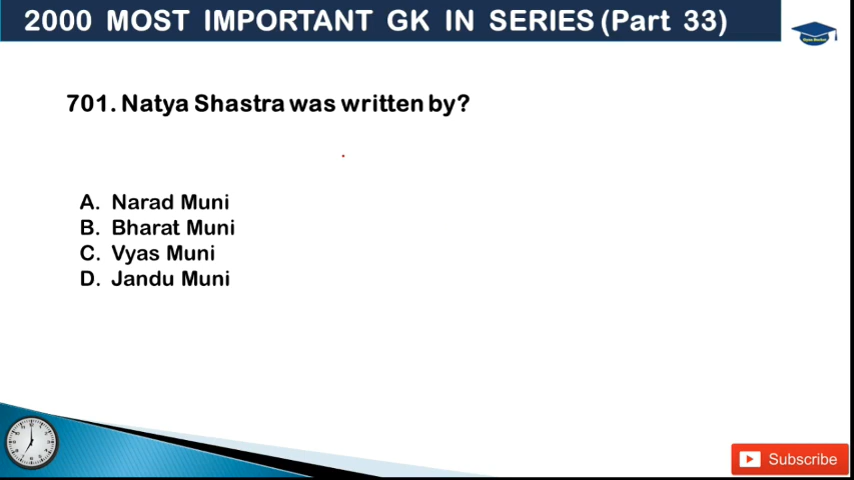 2000 MOST IMPORTANT GK IN SERIES (Part 33)
701. Natya Shastra was written by?
A. Narad Muni
B. Bharat Muni
C. Vyas Muni
D. Jandu Muni
Subscribe